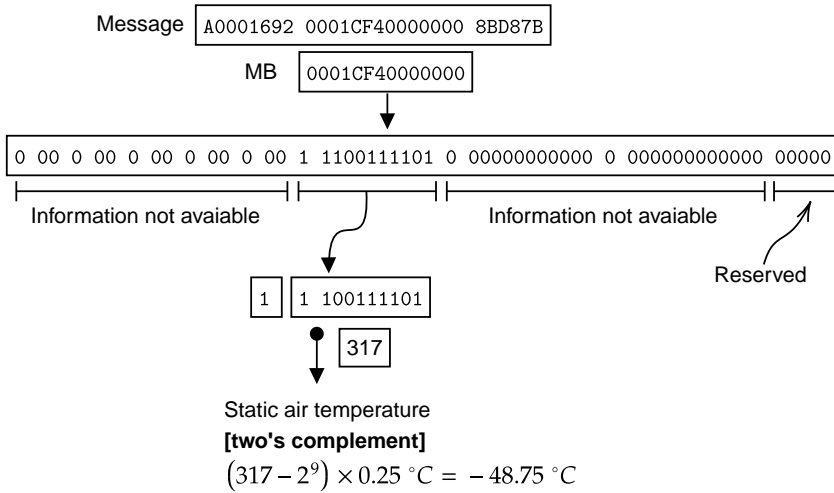 Message A0001692 0001CF40000000 8BD87B
MB 0001CF40000000
0 00 0 00 0 00 0 00 0 00 1 1100111101 0 00000000000 0 000000000000 00000
Information not avaiable Information not avaiable
Reserved
1 1 100111101
317
Static air temperature
[two's complement]
(317 − 2⁹) × 0.25 °C = − 48.75 °C